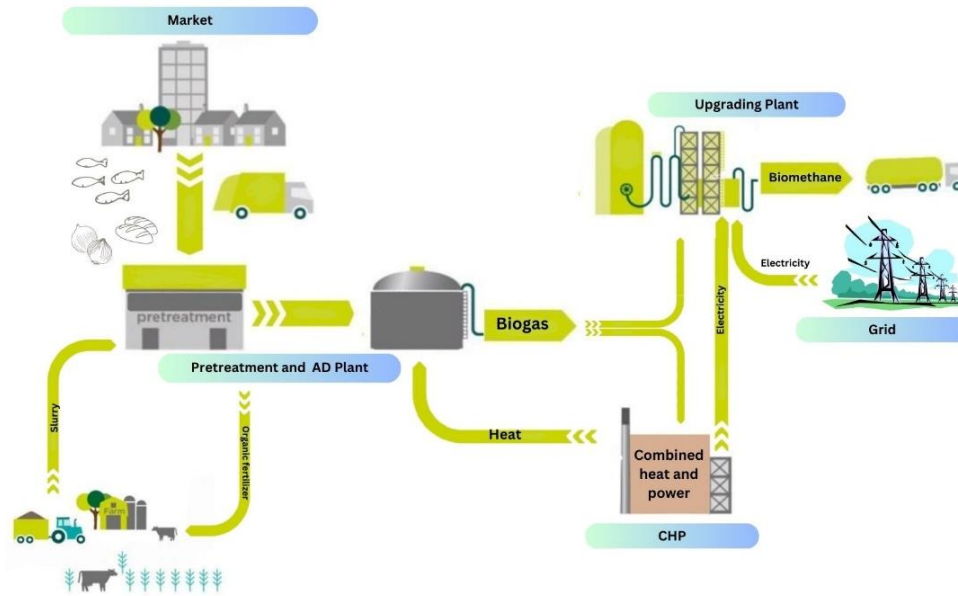 Market
Upgrading Plant
Biomethane
Electricity
Grid
pretreatment
Biogas
Electricity
Pretreatment and AD Plant
Slurry
Organic fertilizer
Heat
Combined
heat and
power
CHP
Farm